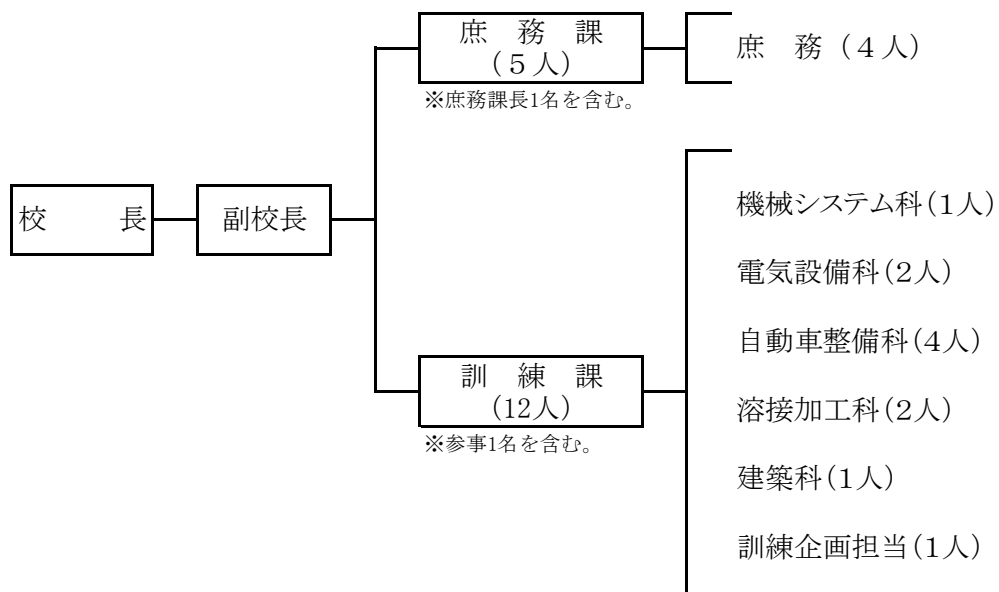 校　長
副校長
庶　務　課
(５人)
※庶務課長1名を含む。
庶　務 (４人)
訓　練　課
(12人)
※参事1名を含む。
機械システム科(１人)
電気設備科(２人)
自動車整備科(４人)
溶接加工科(２人)
建築科(１人)
訓練企画担当(１人)